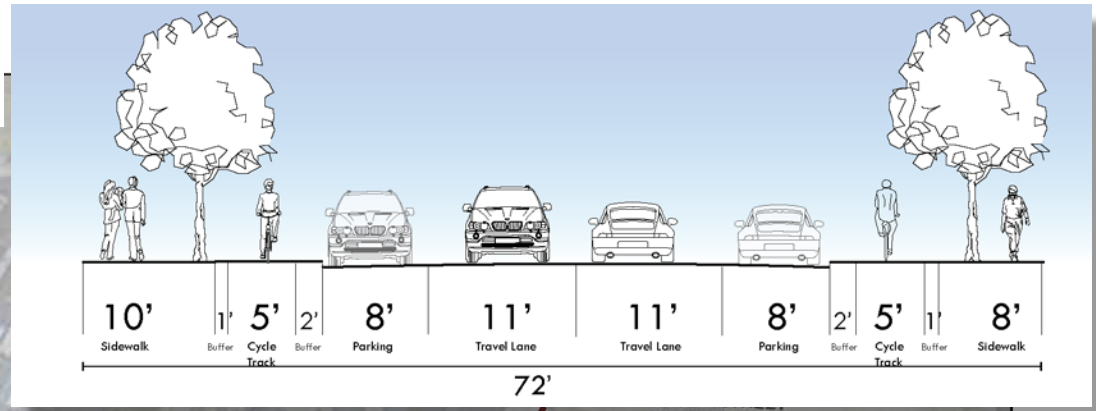 10’ 1’ 5’ 2’ 8’ 11’ 11’ 8’ 2’ 5’ 1’ 8’
Sidewalk Buffer Cycle Buffer Parking Travel Lane Travel Lane Parking Buffer Cycle Buffer Sidewalk
Track Track
72’